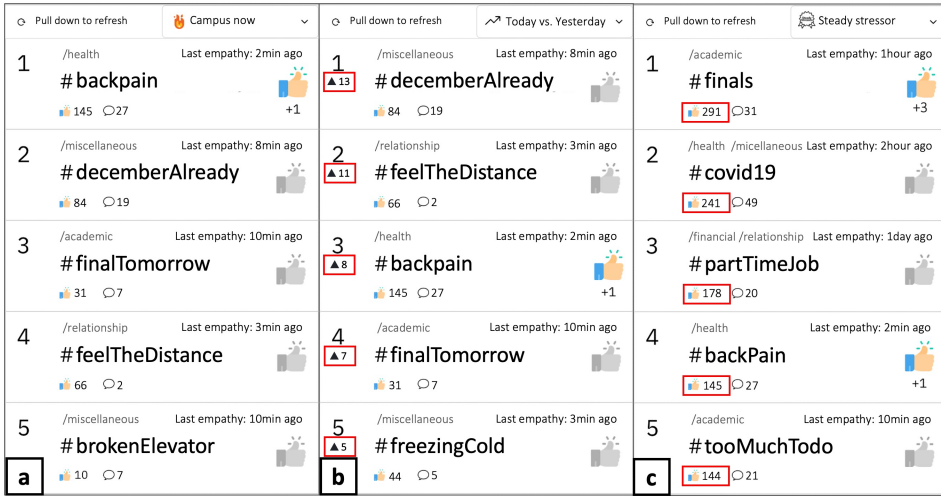 Pull down to refresh
Campus now
1
/health
Last empathy: 2min ago
#backpain
145
27
+1
2
/miscellaneous
Last empathy: 8min ago
#decemberAlready
84
19
3
/academic
Last empathy: 10min ago
#finalTomorrow
31
7
4
/relationship
Last empathy: 3min ago
#feelTheDistance
66
2
5
/miscellaneous
Last empathy: 10min ago
#brokenElevator
10
7
a
Pull down to refresh
Today vs. Yesterday
1
▲13
/miscellaneous
Last empathy: 8min ago
#decemberAlready
84
19
2
▲11
/relationship
Last empathy: 3min ago
#feelTheDistance
66
2
3
▲8
/health
Last empathy: 2min ago
#backpain
145
27
+1
4
▲7
/academic
Last empathy: 10min ago
#finalTomorrow
31
7
5
▲5
/miscellaneous
Last empathy: 3min ago
#freezingCold
44
5
b
Pull down to refresh
Steady stressor
1
/academic
Last empathy: 1hour ago
#finals
291
31
+3
2
/health /micellaneous Last empathy: 2hour ago
#covid19
241
49
3
/financial /relationship Last empathy: 1day ago
#partTimeJob
178
20
4
/health
Last empathy: 2min ago
#backPain
145
27
+1
5
/academic
Last empathy: 10min ago
#tooMuchTodo
144
21
c